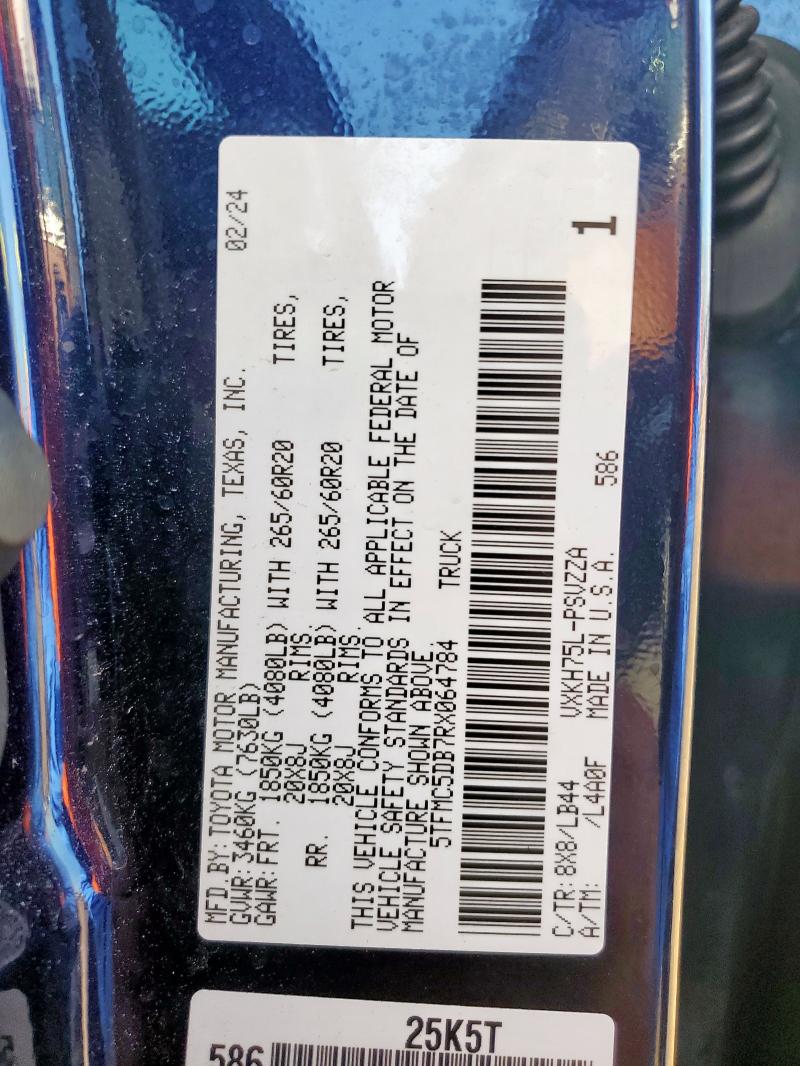 MFD.BY:TOYOTA MOTOR MANUFACTURING, TEXAS, INC. 02/24
GVWR:3460KG (7630LB)
GAWR:FRT. 1850KG (4080LB) WITH 265/60R20 TIRES,
20X8J RIMS.
RR. 1850KG (4080LB) WITH 265/60R20 TIRES,
20X8J RIMS.
THIS VEHICLE CONFORMS TO ALL APPLICABLE FEDERAL MOTOR
VEHICLE SAFETY STANDARDS IN EFFECT ON THE DATE OF
MANUFACTURE SHOWN ABOVE.
5TFMC5DB7RX064784 TRUCK
C/TR:8X8/LB44 VXKH75L-PSVZZA
A/TM: /L4A0F MADE IN U.S.A. 586
1
25K5T
586